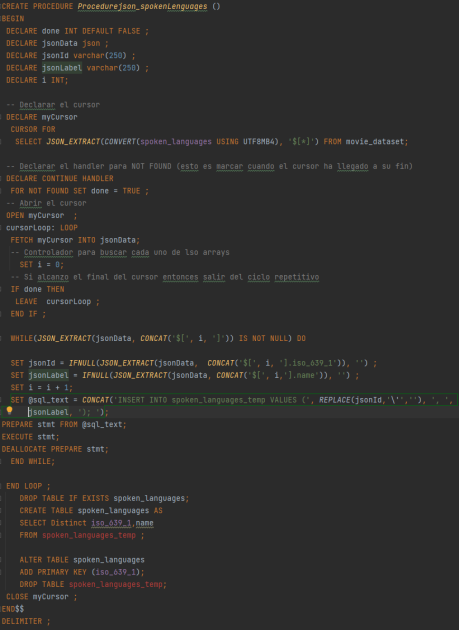 CREATE PROCEDURE Procedurejson_spokenLenguages ()
BEGIN
DECLARE done INT DEFAULT FALSE ;
DECLARE jsonData json ;
DECLARE jsonId varchar(250) ;
DECLARE jsonLabel varchar(250) ;
DECLARE i INT;
-- Declarar el cursor
DECLARE myCursor
CURSOR FOR
SELECT JSON_EXTRACT(CONVERT(spoken_languages USING UTF8MB4), '$[*]') FROM movie_dataset;
-- Declarar el handler para NOT FOUND (esto es marcar cuando el cursor ha llegado a su fin)
DECLARE CONTINUE HANDLER
FOR NOT FOUND SET done = TRUE ;
-- Abrir el cursor
OPEN myCursor ;
cursorLoop: LOOP
FETCH myCursor INTO jsonData;
-- Controlador para buscar cada uno de lso arrays
SET i = 0;
-- Si alcanzo el final del cursor entonces salir del ciclo repetitivo
IF done THEN
LEAVE cursorLoop ;
END IF ;
WHILE(JSON_EXTRACT(jsonData, CONCAT('$[', i, ']')) IS NOT NULL) DO
SET jsonId = IFNULL(JSON_EXTRACT(jsonData, CONCAT('$[', i, '].iso_639_1')), '') ;
SET jsonLabel = IFNULL(JSON_EXTRACT(jsonData, CONCAT('$[', i,'].name')), '') ;
SET i = i + 1;
SET @sql_text = CONCAT('INSERT INTO spoken_languages_temp VALUES (', REPLACE(jsonId,'\'',''), ', ',
jsonLabel, '); ');
PREPARE stmt FROM @sql_text;
EXECUTE stmt;
DEALLOCATE PREPARE stmt;
END WHILE;
END LOOP ;
DROP TABLE IF EXISTS spoken_languages;
CREATE TABLE spoken_languages AS
SELECT Distinct iso_639_1,name
FROM spoken_languages_temp ;
ALTER TABLE spoken_languages
ADD PRIMARY KEY (iso_639_1);
DROP TABLE spoken_languages_temp;
CLOSE myCursor ;
END$$
DELIMITER ;